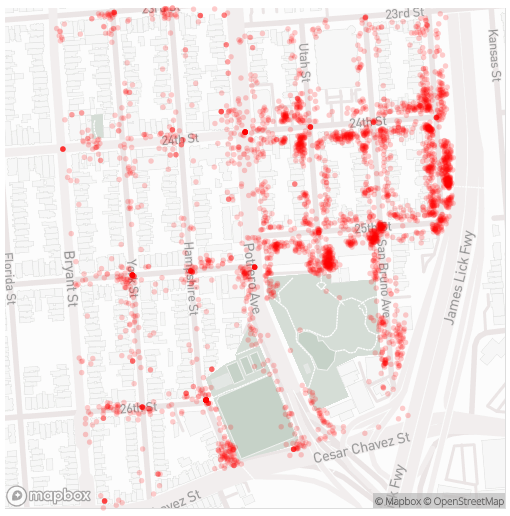 23rd St
23rd St
Kansas St
Utah St
24th St
24th St
25th St
San Bruno Ave
Hampshire St
York St
Potrero Ave
Bryant St
Florida St
James Lick Fwy
26th St
Cesar Chavez St
vez St
k Fwy
mapbox
© Mapbox © OpenStreetMap